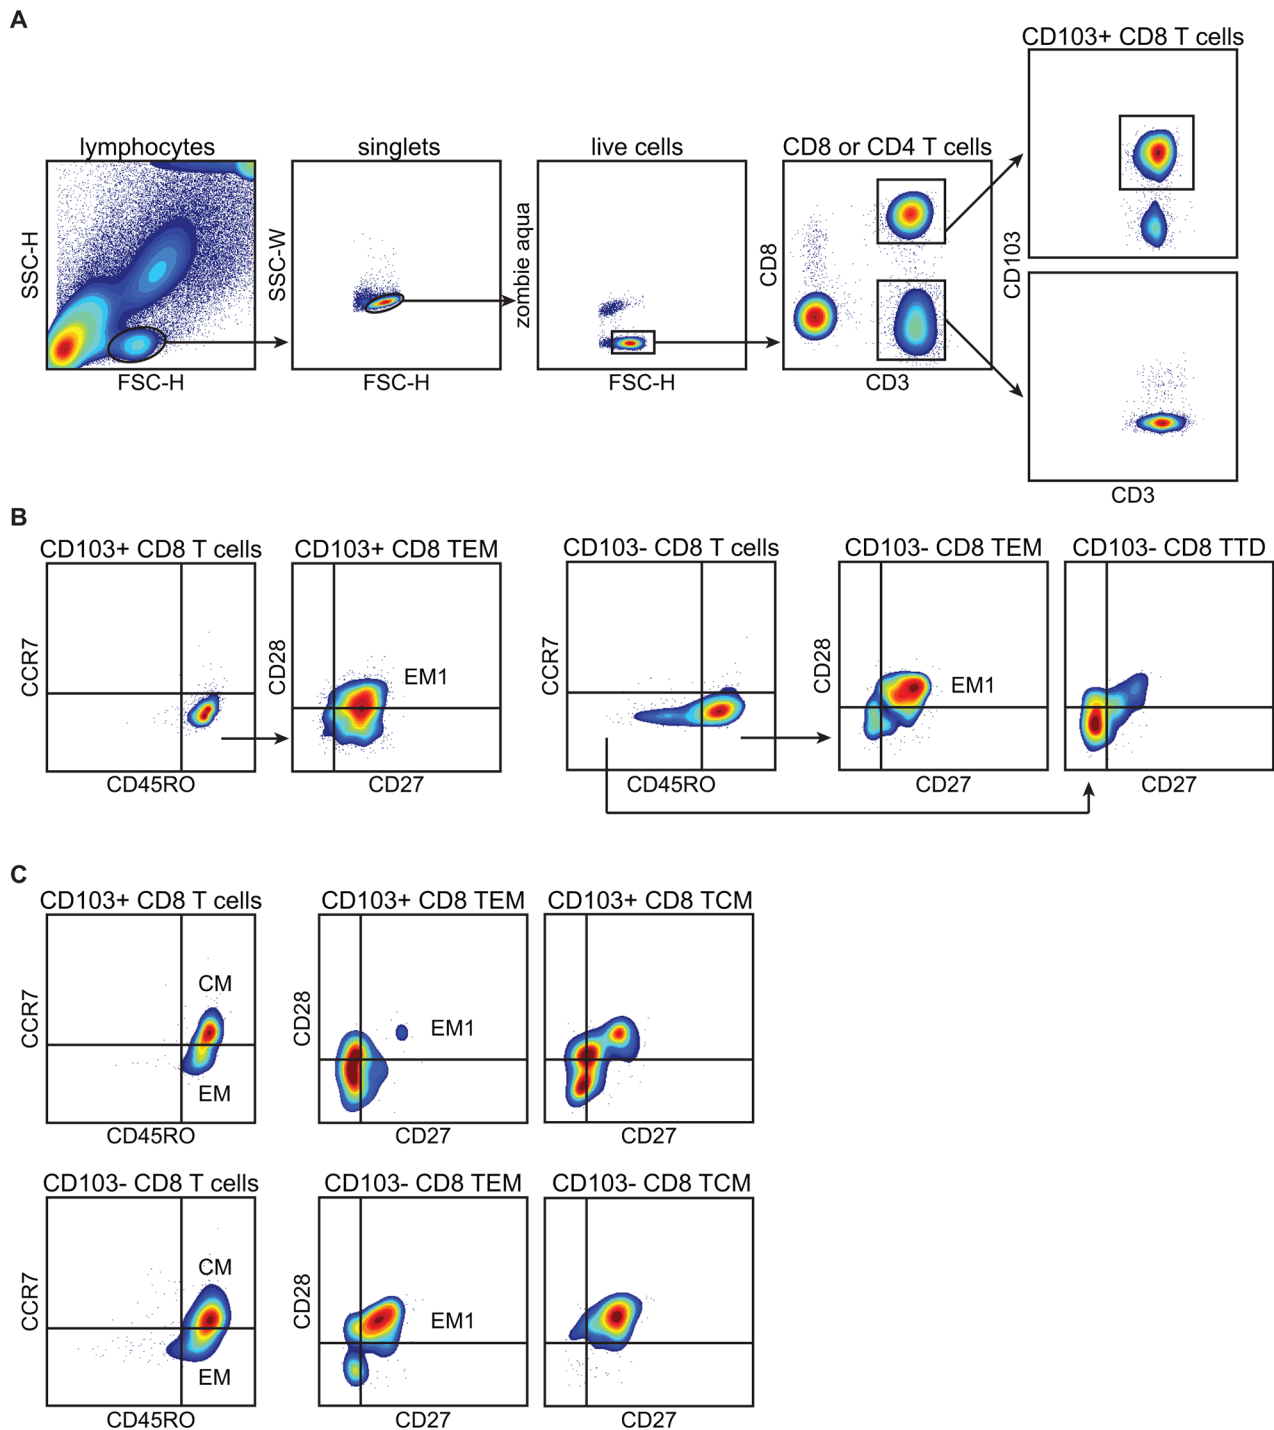 A
CD103+ CD8 T cells
lymphocytes
singlets
live cells
CD8 or CD4 T cells
SSC-H
SSC-W
zombie aqua
CD8
CD103
FSC-H
FSC-H
FSC-H
CD3
CD3
B
CD103+ CD8 T cells
CD103+ CD8 TEM
CD103- CD8 T cells
CD103- CD8 TEM
CD103- CD8 TTD
CCR7
CD28
EM1
CCR7
CD28
EM1
CD45RO
CD27
CD45RO
CD27
CD27
C
CD103+ CD8 T cells
CD103+ CD8 TEM
CD103+ CD8 TCM
CCR7
CM
EM
CD28
EM1
CD45RO
CD27
CD27
CD103- CD8 T cells
CD103- CD8 TEM
CD103- CD8 TCM
CCR7
CM
EM
CD28
EM1
CD45RO
CD27
CD27